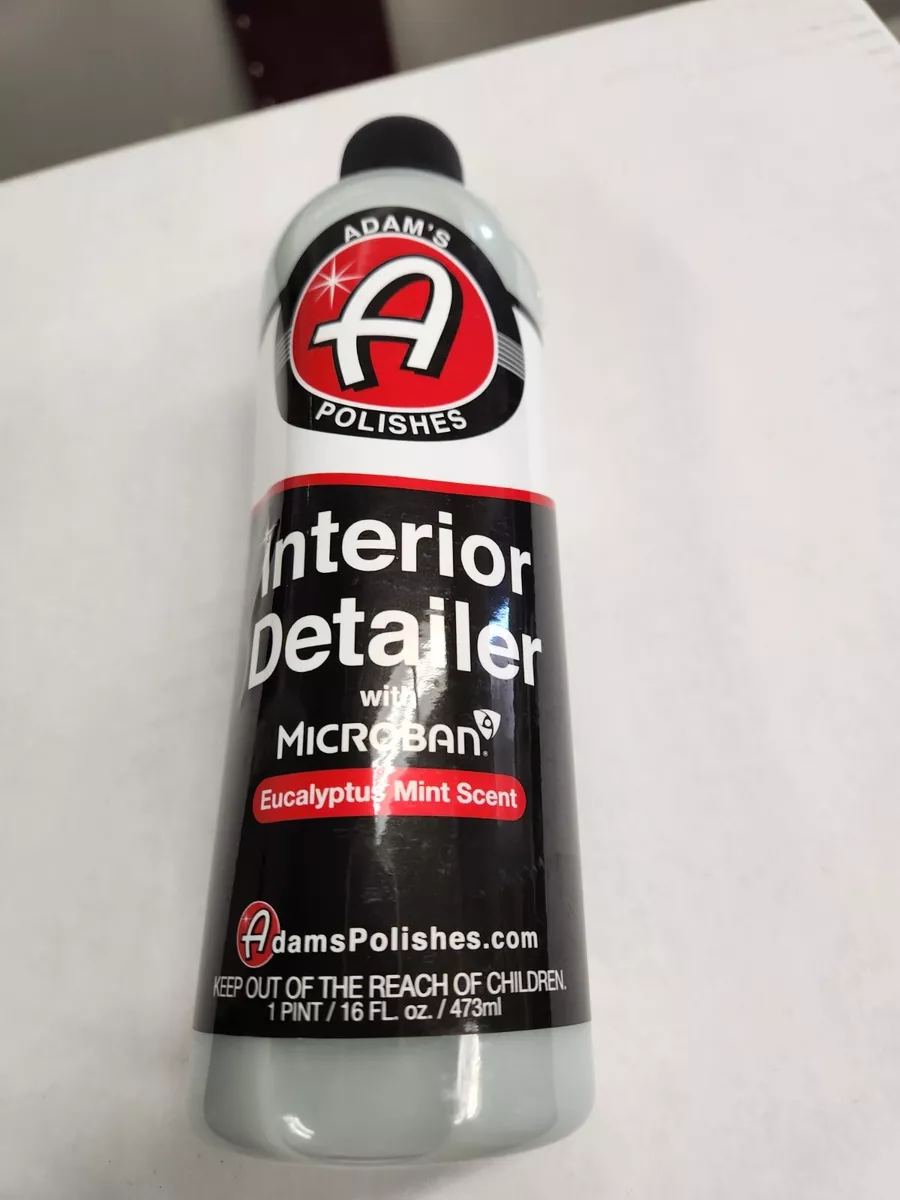 ADAM'S
A
POLISHES
Interior
Detailer
with
MICROBAN®
Eucalyptus Mint Scent
AdamsPolishes.com
KEEP OUT OF THE REACH OF CHILDREN.
1 PINT / 16 FL. oz. / 473ml